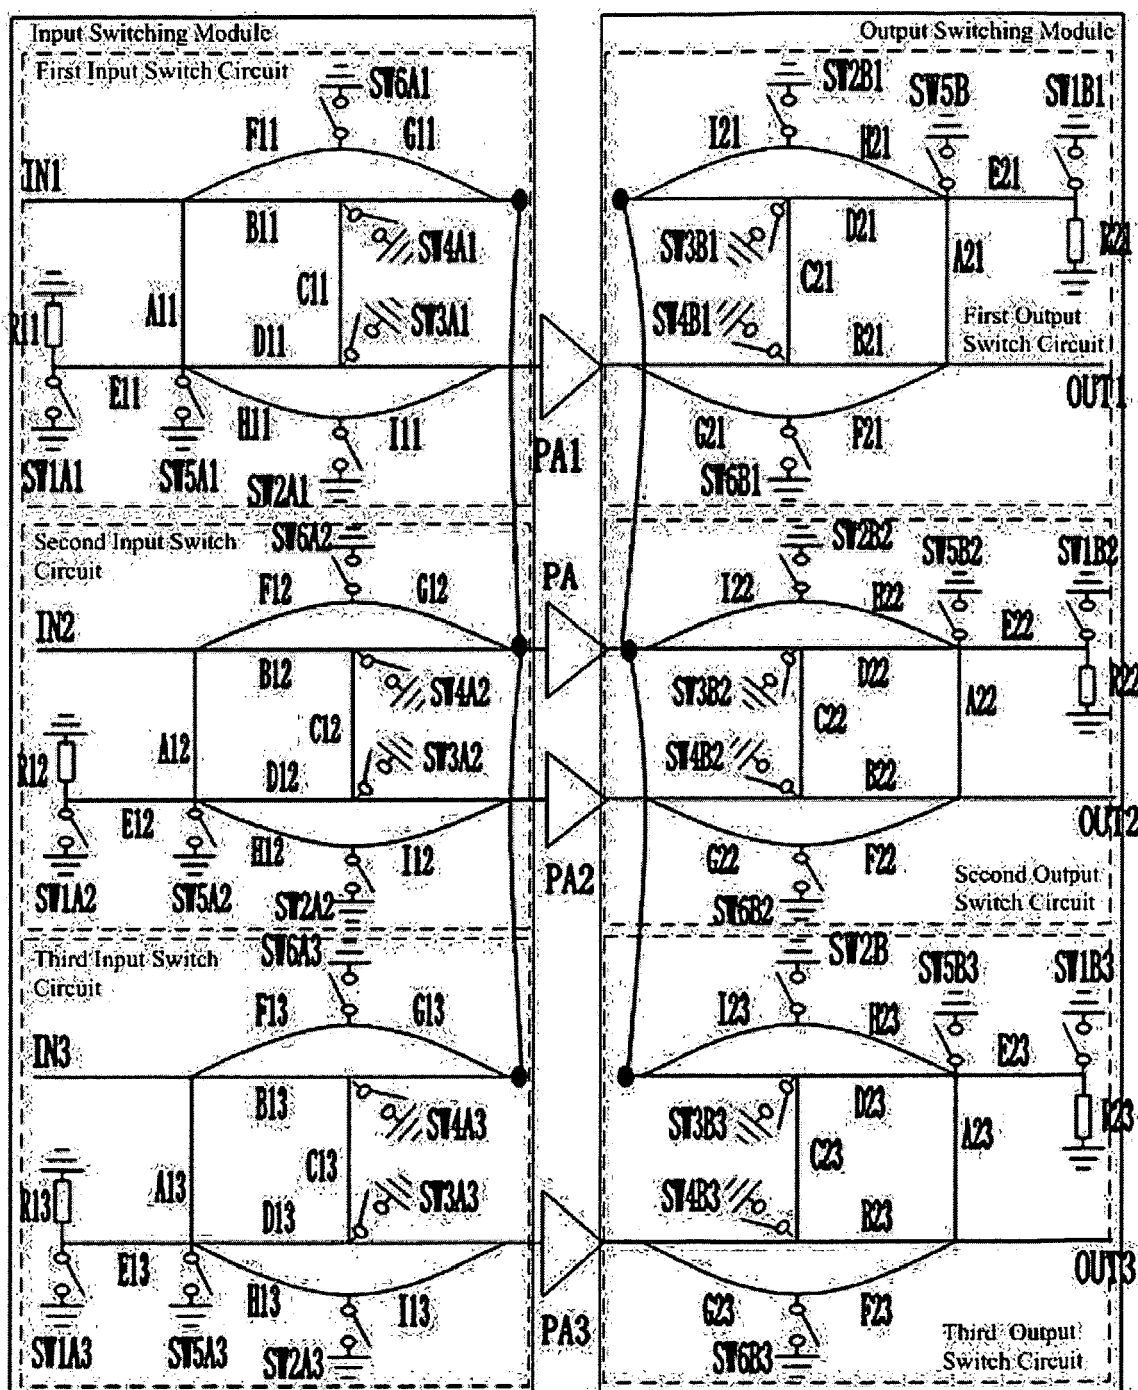 Input Switching Module
Output Switching Module
First Input Switch Circuit
SW6A1
SW2B1
SW5B
SW1B1
F11
G11
I21
H21
IN1
E21
B11
SW4A1
SW3B1
D21
R21
C11
C21
A21
A11
R11
SW3A1
SW4B1
First Output
Switch Circuit
D11
B21
E11
OUT1
H11
I11
PA1
G21
F21
SW1A1
SW5A1
SW2A1
SW6B1
Second Input Switch
Circuit
SW6A2
SW2B2
SW5B2
SW1B2
F12
G12
PA
I22
H22
IN2
E22
B12
SW4A2
SW3B2
D22
R22
C12
C22
A22
A12
R12
SW3A2
SW4B2
D12
B22
E12
OUT2
H12
I12
PA2
G22
F22
SW1A2
SW5A2
SW2A2
SW6B2
Second Output
Switch Circuit
Third Input Switch
Circuit
SW6A3
SW2B
SW5B3
SW1B3
F13
G13
I23
H23
IN3
E23
B13
SW4A3
SW3B3
D23
R23
C13
C23
A23
A13
R13
SW3A3
SW4B3
D13
B23
E13
OUT3
H13
I13
PA3
G23
F23
SW1A3
SW5A3
SW2A3
SW6B3
Third Output
Switch Circuit